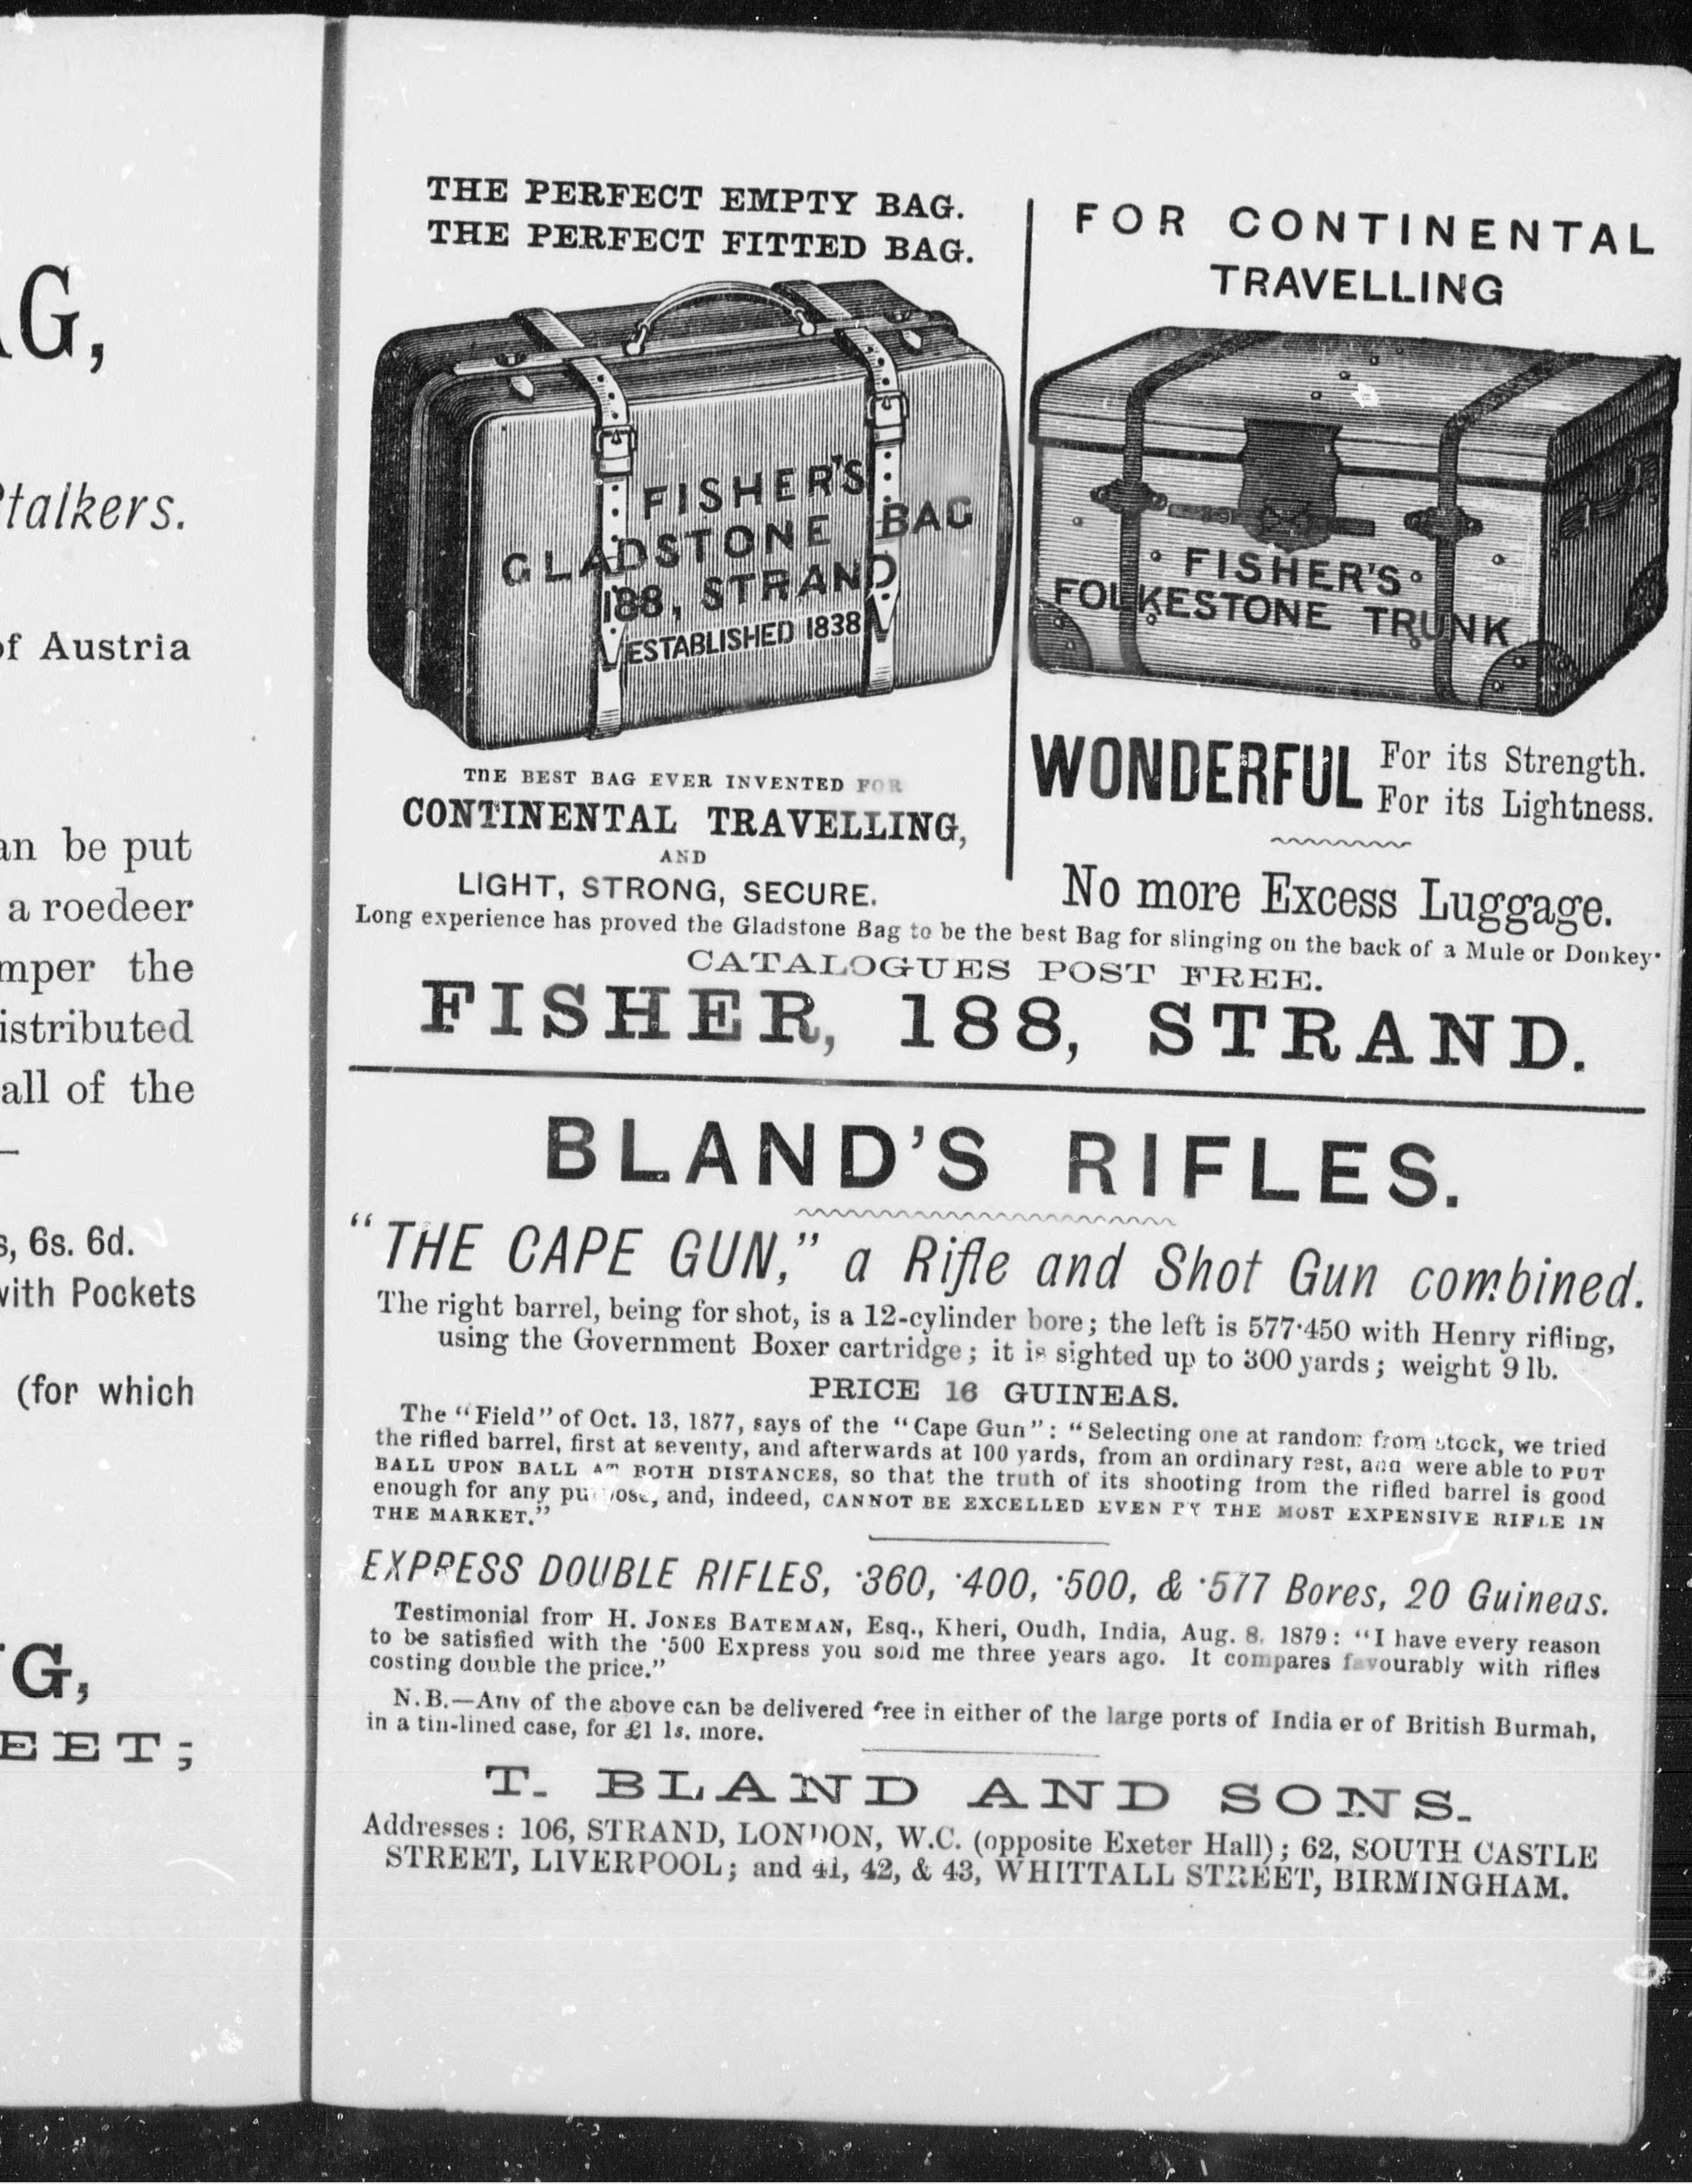 AG,
talkers.
of Austria
an be put
a roedeer
mper the
istributed
all of the
s, 6s. 6d.
with Pockets
(for which
G,
EET;
THE PERFECT EMPTY BAG.
THE PERFECT FITTED BAG.
FISHER'S
GLADSTONE BAG
188, STRAND
ESTABLISHED 1838
THE BEST BAG EVER INVENTED FOR
CONTINENTAL TRAVELLING,
AND
LIGHT, STRONG, SECURE.
FOR CONTINENTAL
TRAVELLING
FISHER'S
FOLKESTONE TRUNK
WONDERFUL For its Strength.
For its Lightness.
No more Excess Luggage.
Long experience has proved the Gladstone Bag to be the best Bag for slinging on the back of a Mule or Donkey.
CATALOGUES POST FREE.
FISHER, 188, STRAND.
BLAND'S RIFLES.
"THE CAPE GUN," a Rifle and Shot Gun combined.
The right barrel, being for shot, is a 12-cylinder bore; the left is 577·450 with Henry rifling,
using the Government Boxer cartridge; it is sighted up to 300 yards; weight 9 lb.
PRICE 16 GUINEAS.
The "Field" of Oct. 13, 1877, says of the "Cape Gun": "Selecting one at random from stock, we tried
the rifled barrel, first at seventy, and afterwards at 100 yards, from an ordinary rest, and were able to PUT
BALL UPON BALL AT BOTH DISTANCES, so that the truth of its shooting from the rifled barrel is good
enough for any purpose, and, indeed, CANNOT BE EXCELLED EVEN BY THE MOST EXPENSIVE RIFLE IN
THE MARKET."
EXPRESS DOUBLE RIFLES, ·360, ·400, ·500, & ·577 Bores, 20 Guineas.
Testimonial from H. JONES BATEMAN, Esq., Kheri, Oudh, India, Aug. 8, 1879: "I have every reason
to be satisfied with the ·500 Express you sold me three years ago. It compares favourably with rifles
costing double the price."
N.B.—Any of the above can be delivered free in either of the large ports of India or of British Burmah,
in a tin-lined case, for £1 1s. more.
T. BLAND AND SONS.
Addresses: 106, STRAND, LONDON, W.C. (opposite Exeter Hall); 62, SOUTH CASTLE
STREET, LIVERPOOL; and 41, 42, & 43, WHITTALL STREET, BIRMINGHAM.